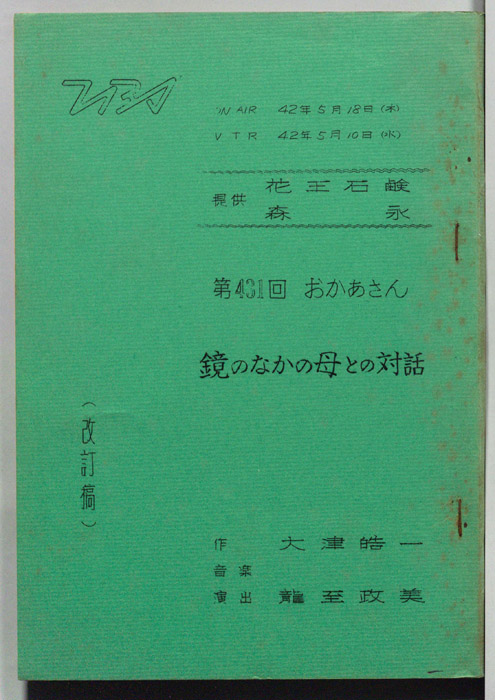 TBS
ON AIR 42年5月18日(木)
VTR 42年5月10日(水)
提供 花王石鹸
森永
第431回 おかあさん
鏡のなかの母との対話
(改訂稿)
作 大津皓一
音楽
演出 龍至政美